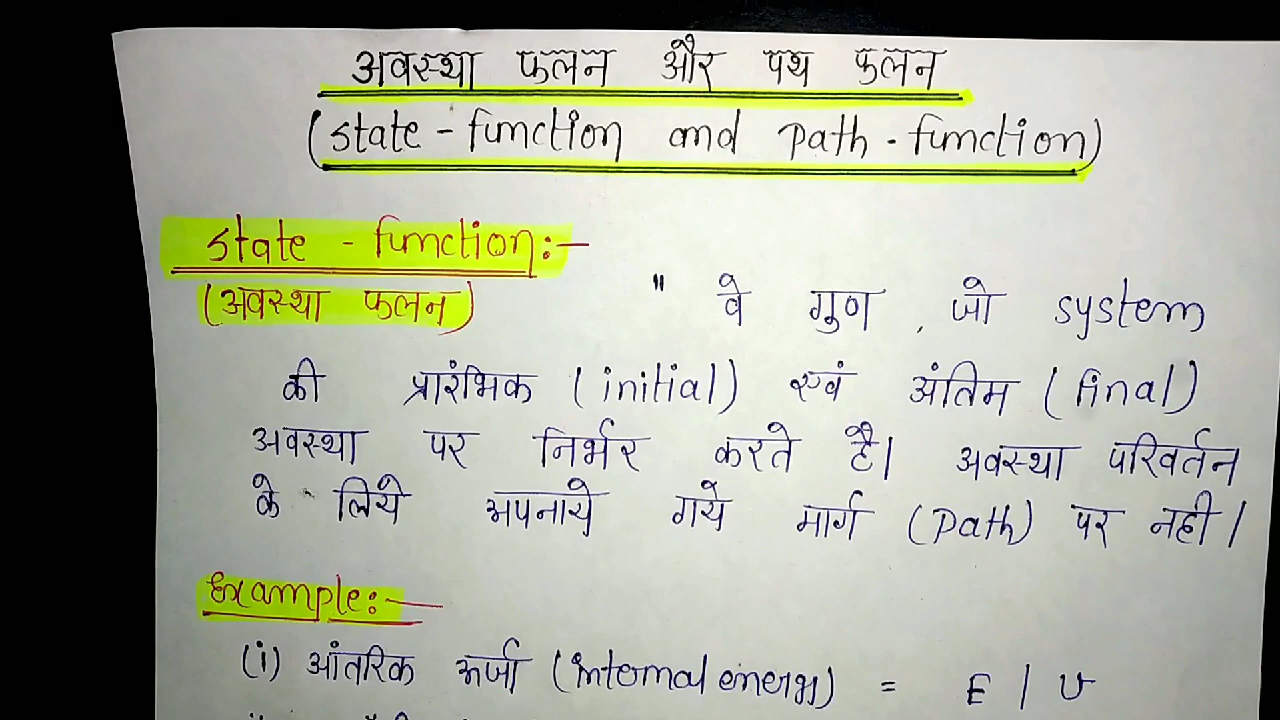 अवस्था फलन और पथ फलन
(state-function and path-function)
state - function:-
(अवस्था फलन) " वे गुण, जो system
की प्रारंभिक (initial) एवं अंतिम (final)
अवस्था पर निर्भर करते है। अवस्था परिवर्तन
के लिये अपनाये गये मार्ग (Path) पर नही।
Example:-
(i) आंतरिक ऊर्जा (internal energy) = E / U